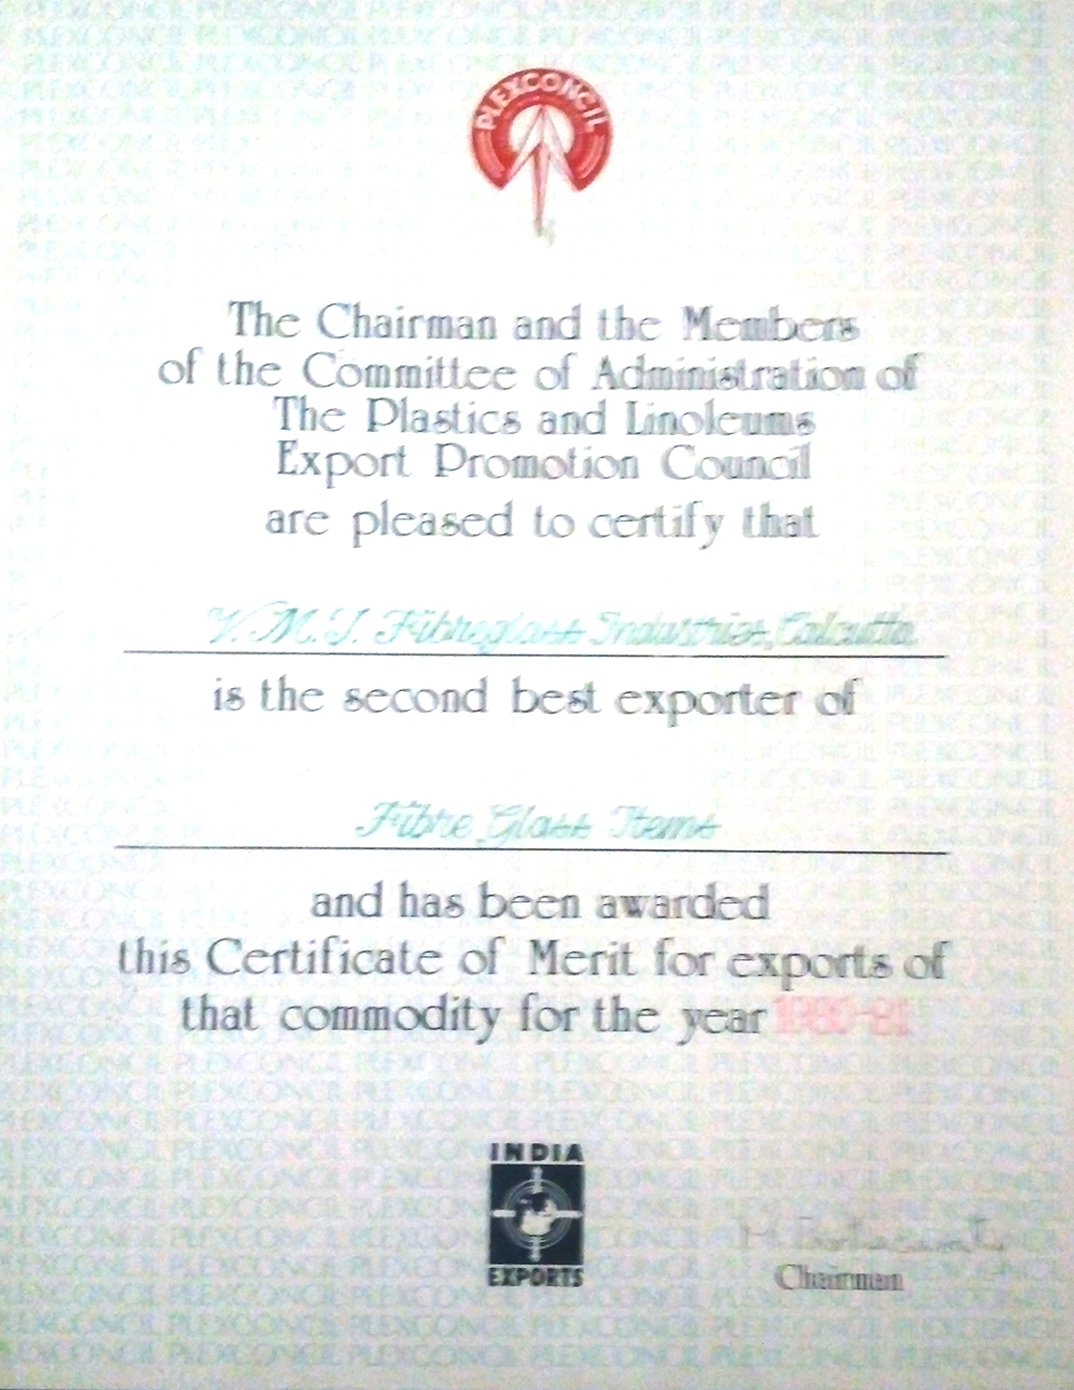 PLEXCONCIL
The Chairman and the Members
of the Committee of Administration of
The Plastics and Linoleums
Export Promotion Council
are pleased to certify that
V. M. J. Fibreglass Industries, Calcutta
is the second best exporter of
Fibre Glass Items
and has been awarded
this Certificate of Merit for exports of
that commodity for the year 1980-81
INDIA
EXPORTS
Chairman